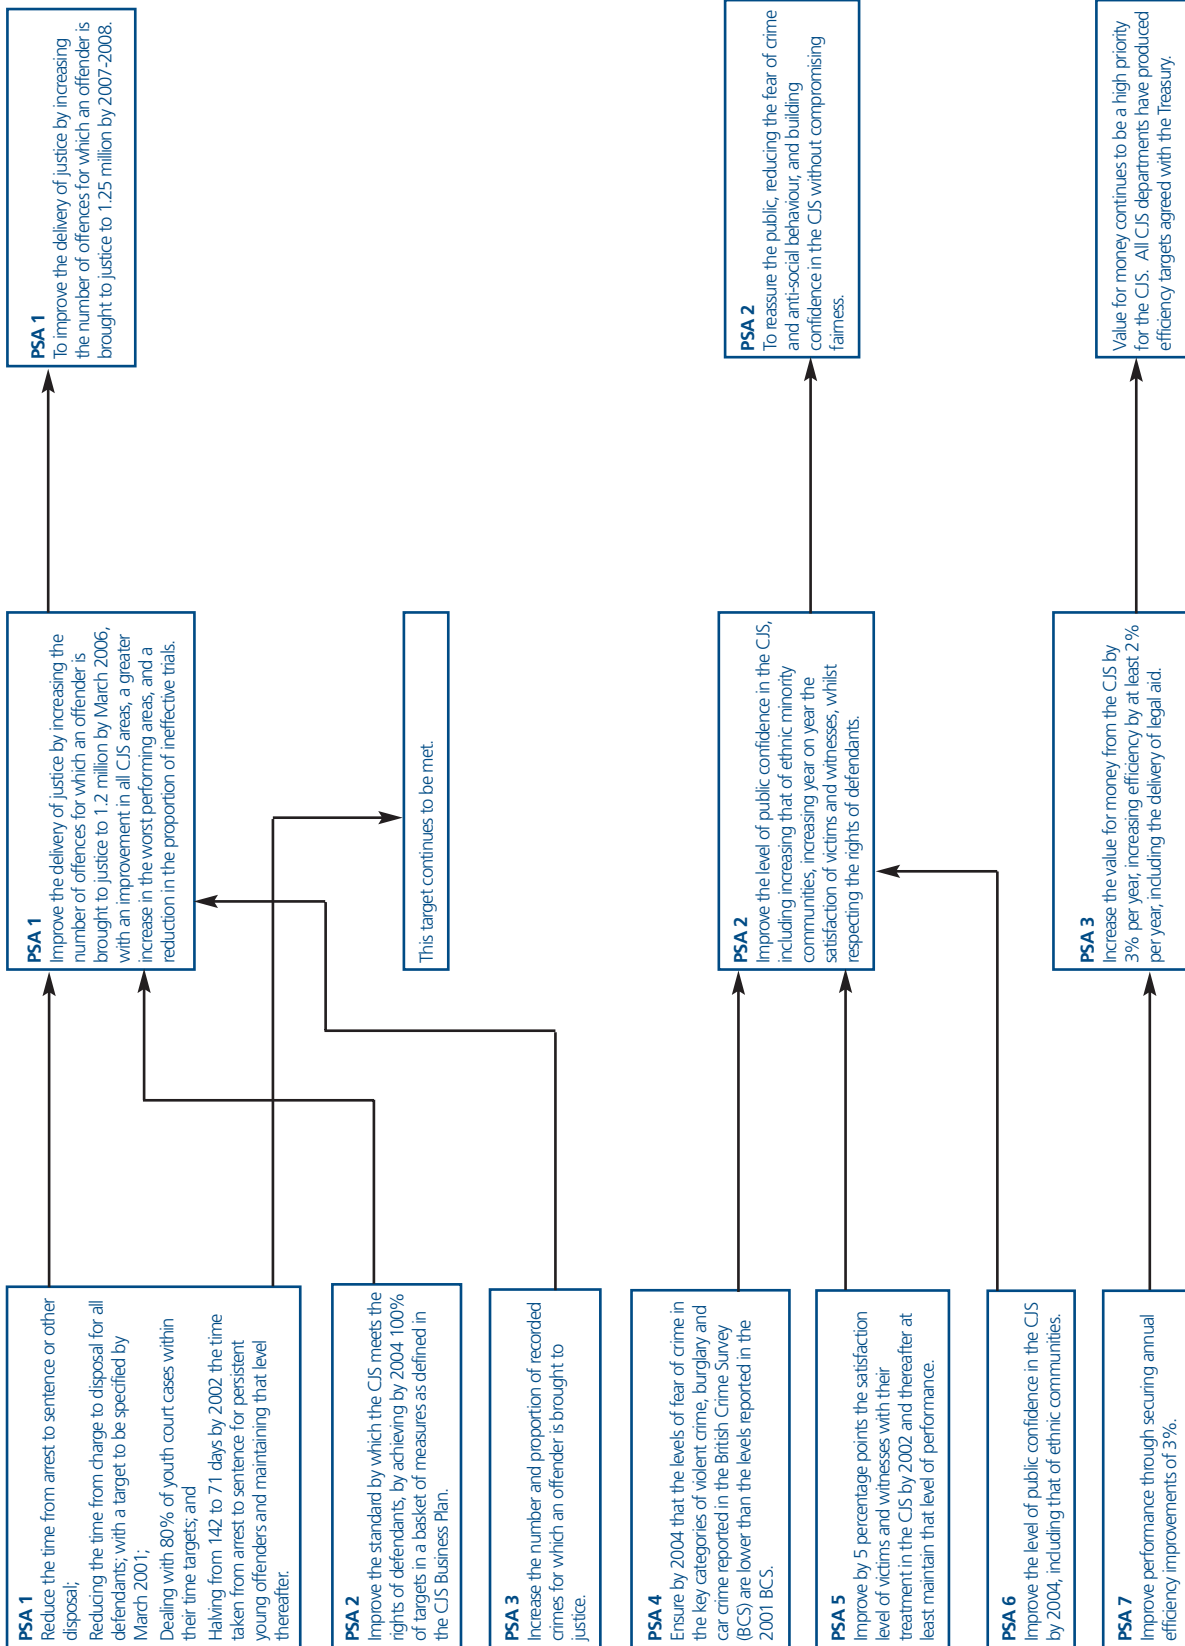 PSA 1
Reduce the time from arrest to sentence or other
disposal;
Reducing the time from charge to disposal for all
defendants, with a target to be specified by
March 2001;
Dealing with 80% of youth court cases within
their time targets; and
Halving from 142 to 71 days by 2002 the time
taken from arrest to sentence for persistent
young offenders and maintaining that level
thereafter.
PSA 2
Improve the standard by which the CJS meets the
rights of defendants, by achieving by 2004 100%
of targets in a basket of measures as defined in
the CJS Business Plan.
PSA 3
Increase the number and proportion of recorded
crimes for which an offender is brought to
justice.
PSA 4
Ensure by 2004 that the levels of fear of crime in
the key categories of violent crime, burglary and
car crime reported in the British Crime Survey
(BCS) are lower than the levels reported in the
2001 BCS.
PSA 5
Improve by 5 percentage points the satisfaction
level of victims and witnesses with their
treatment in the CJS by 2002 and thereafter at
least maintain that level of performance.
PSA 6
Improve the level of public confidence in the CJS
by 2004, including that of ethnic communities.
PSA 7
Improve performance through securing annual
efficiency improvements of 3%.
PSA 1
Improve the delivery of justice by increasing the
number of offences for which an offender is
brought to justice to 1.2 million by March 2006,
with an improvement in all CJS areas, a greater
increase in the worst performing areas, and a
reduction in the proportion of ineffective trials.
This target continues to be met.
PSA 2
Improve the level of public confidence in the CJS,
including increasing that of ethnic minority
communities, increasing year on year the
satisfaction of victims and witnesses, whilst
respecting the rights of defendants.
PSA 3
Increase the value for money from the CJS by
3% per year, increasing efficiency by at least 2%
per year, including the delivery of legal aid.
PSA 1
To improve the delivery of justice by increasing
the number of offences for which an offender is
brought to justice to 1.25 million by 2007-2008.
PSA 2
To reassure the public, reducing the fear of crime
and anti-social behaviour, and building
confidence in the CJS without compromising
fairness.
Value for money continues to be a high priority
for the CJS. All CJS departments have produced
efficiency targets agreed with the Treasury.